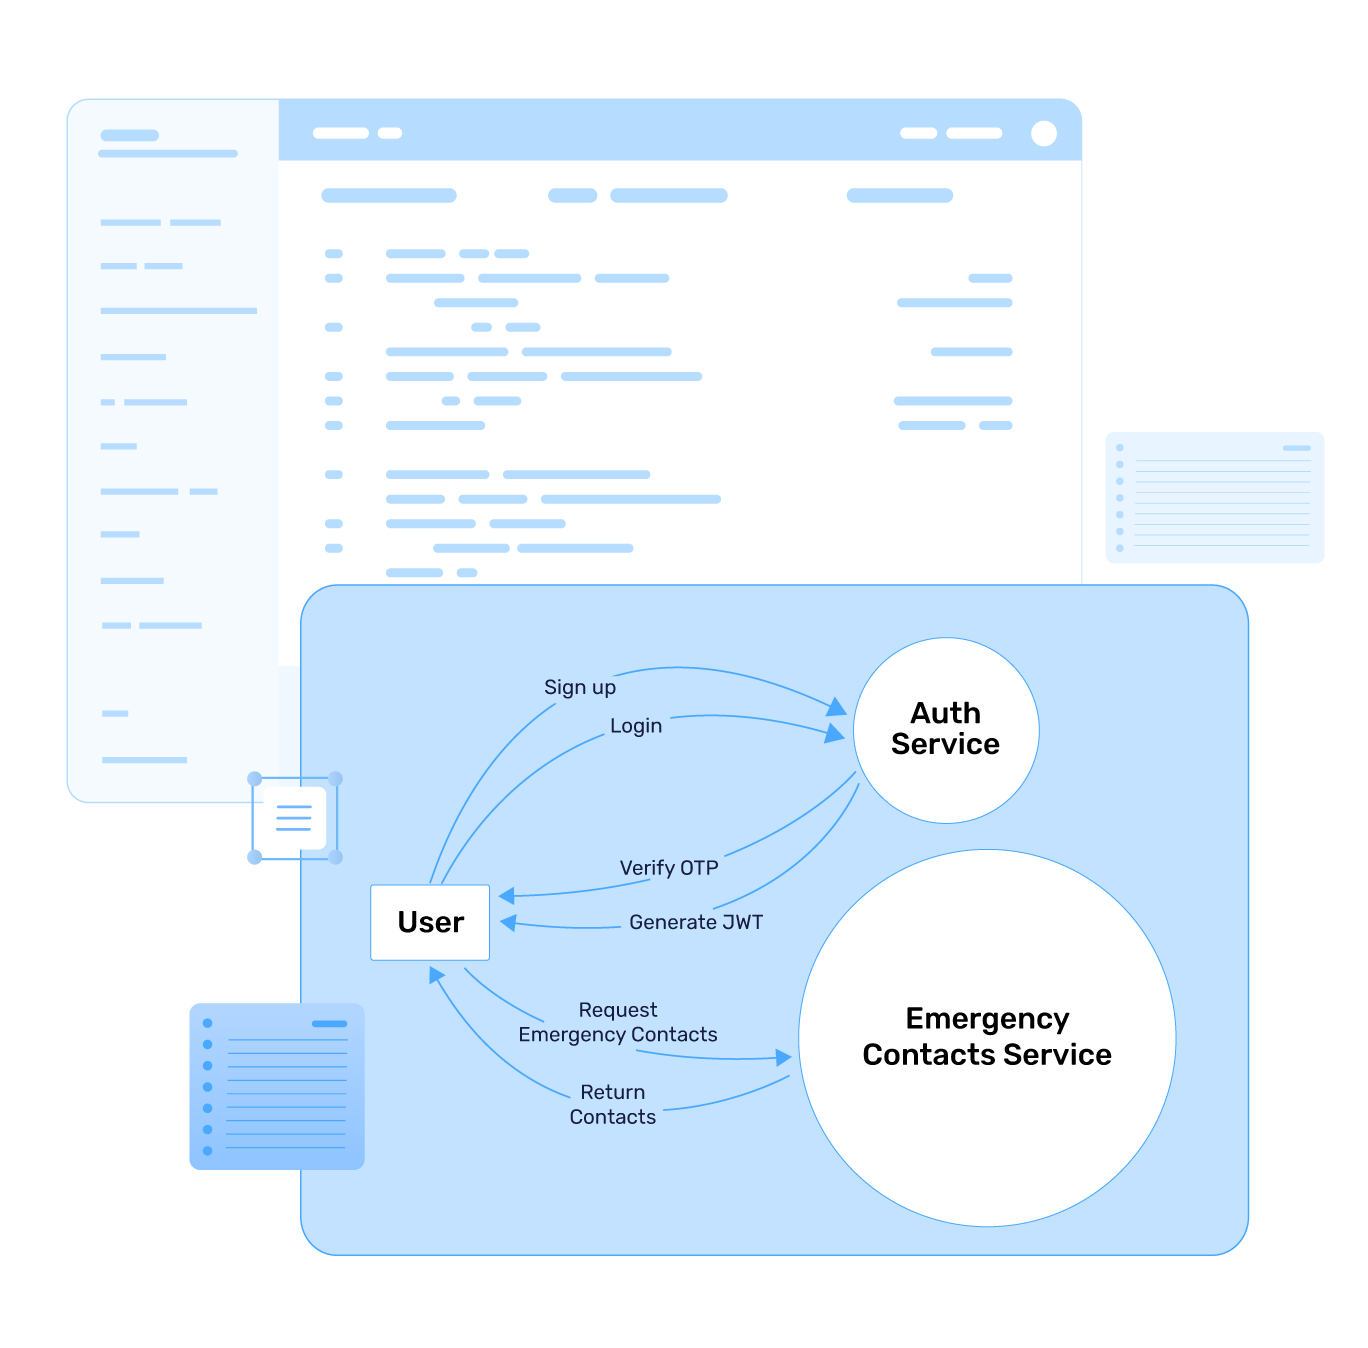 Sign up
Login
Auth
Service
Verify OTP
Generate JWT
User
Request
Emergency Contacts
Emergency
Contacts Service
Return
Contacts